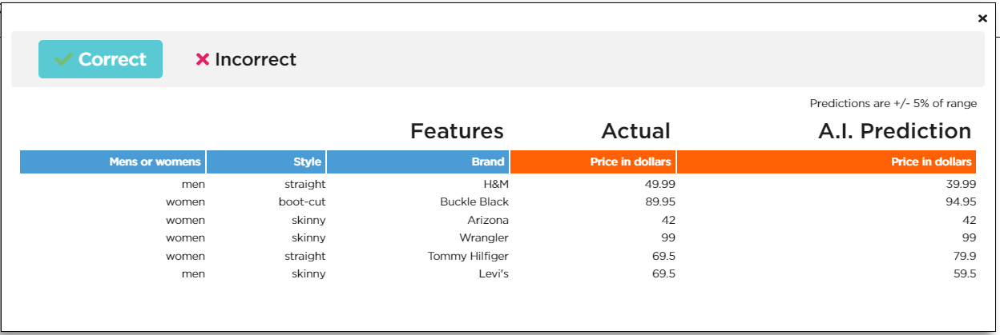 Correct Incorrect
Predictions are +/- 5% of range
Features Actual A.I. Prediction
Mens or womens Style Brand Price in dollars Price in dollars
men straight H&M 49.99 39.99
women boot-cut Buckle Black 89.95 94.95
women skinny Arizona 42 42
women skinny Wrangler 99 99
women straight Tommy Hilfiger 69.5 79.9
men skinny Levi's 69.5 59.5